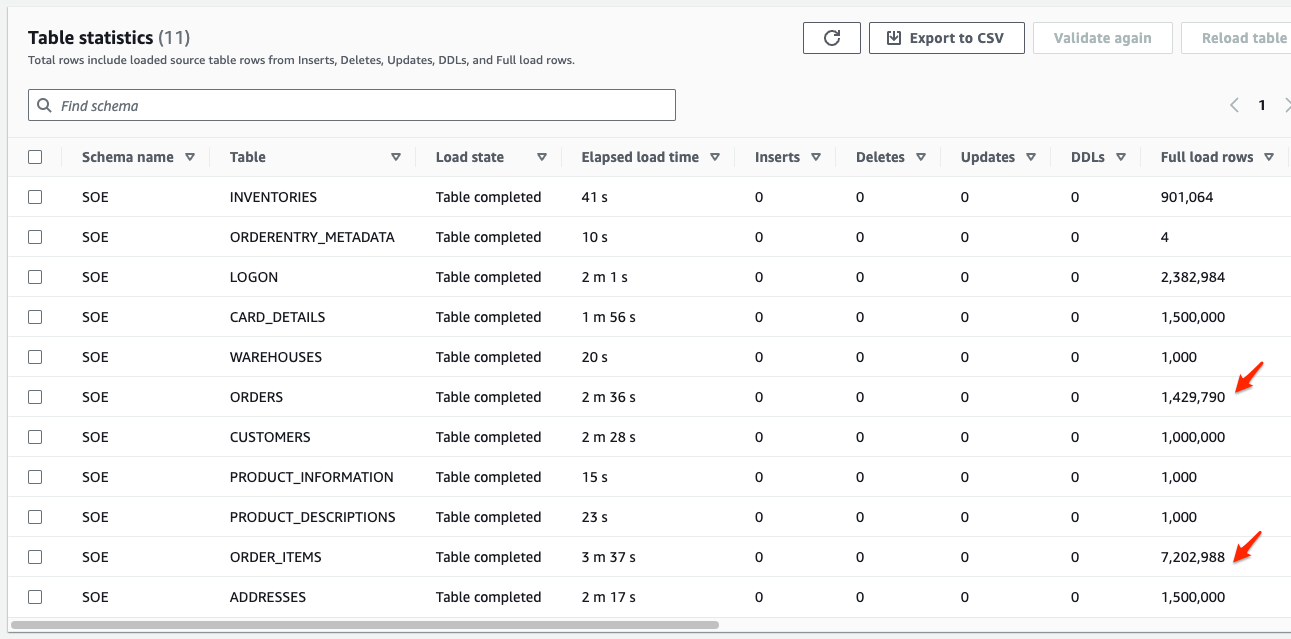 Table statistics (11)
Total rows include loaded source table rows from Inserts, Deletes, Updates, DDLs, and Full load rows.
Export to CSV Validate again Reload table
Find schema
1
Schema name Table Load state Elapsed load time Inserts Deletes Updates DDLs Full load rows
SOE INVENTORIES Table completed 41 s 0 0 0 0 901,064
SOE ORDERENTRY_METADATA Table completed 10 s 0 0 0 0 4
SOE LOGON Table completed 2 m 1 s 0 0 0 0 2,382,984
SOE CARD_DETAILS Table completed 1 m 56 s 0 0 0 0 1,500,000
SOE WAREHOUSES Table completed 20 s 0 0 0 0 1,000
SOE ORDERS Table completed 2 m 36 s 0 0 0 0 1,429,790
SOE CUSTOMERS Table completed 2 m 28 s 0 0 0 0 1,000,000
SOE PRODUCT_INFORMATION Table completed 15 s 0 0 0 0 1,000
SOE PRODUCT_DESCRIPTIONS Table completed 23 s 0 0 0 0 1,000
SOE ORDER_ITEMS Table completed 3 m 37 s 0 0 0 0 7,202,988
SOE ADDRESSES Table completed 2 m 17 s 0 0 0 0 1,500,000